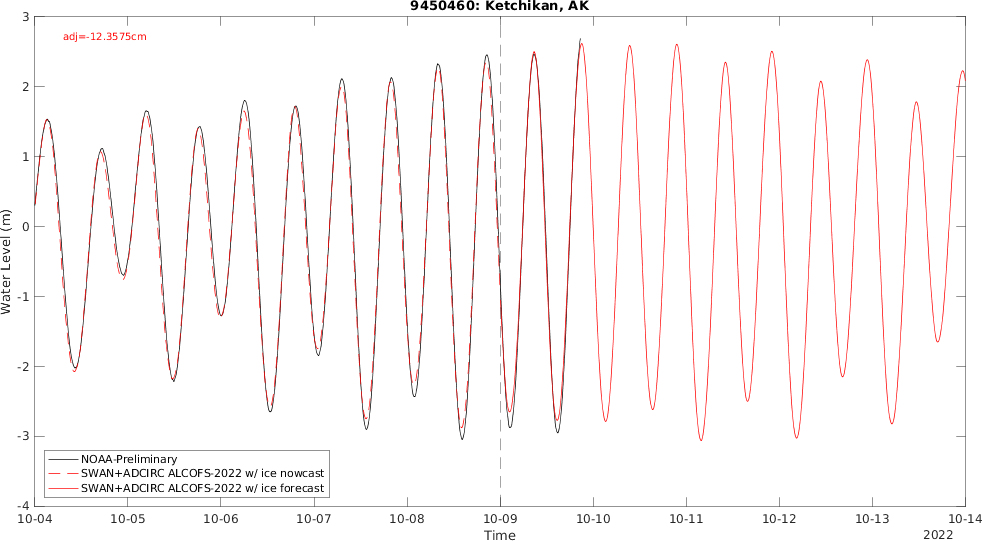 9450460: Ketchikan, AK
adj=-12.3575cm
3
2
1
0
-1
-2
-3
-4
Water Level (m)
NOAA-Preliminary
SWAN+ADCIRC ALCOFS-2022 w/ ice nowcast
SWAN+ADCIRC ALCOFS-2022 w/ ice forecast
10-04 10-05 10-06 10-07 10-08 10-09 10-10 10-11 10-12 10-13 10-14
Time
2022